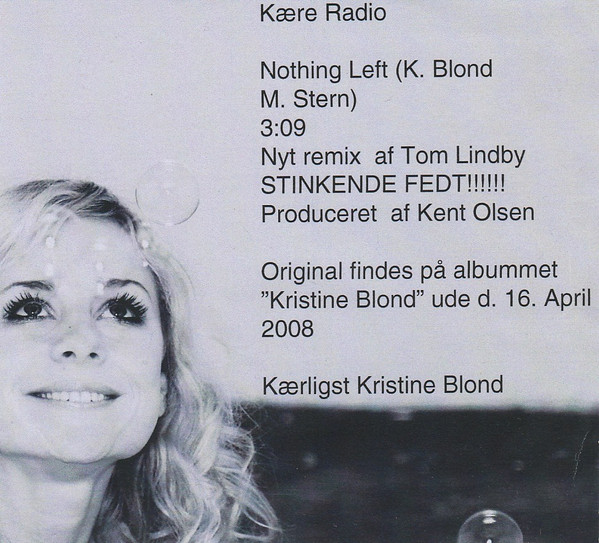 Kære Radio
Nothing Left (K. Blond
M. Stern)
3:09
Nyt remix  af Tom Lindby
STINKENDE FEDT!!!!!!
Produceret  af Kent Olsen
Original findes på albummet
”Kristine Blond” ude d. 16. April
2008
Kærligst Kristine Blond